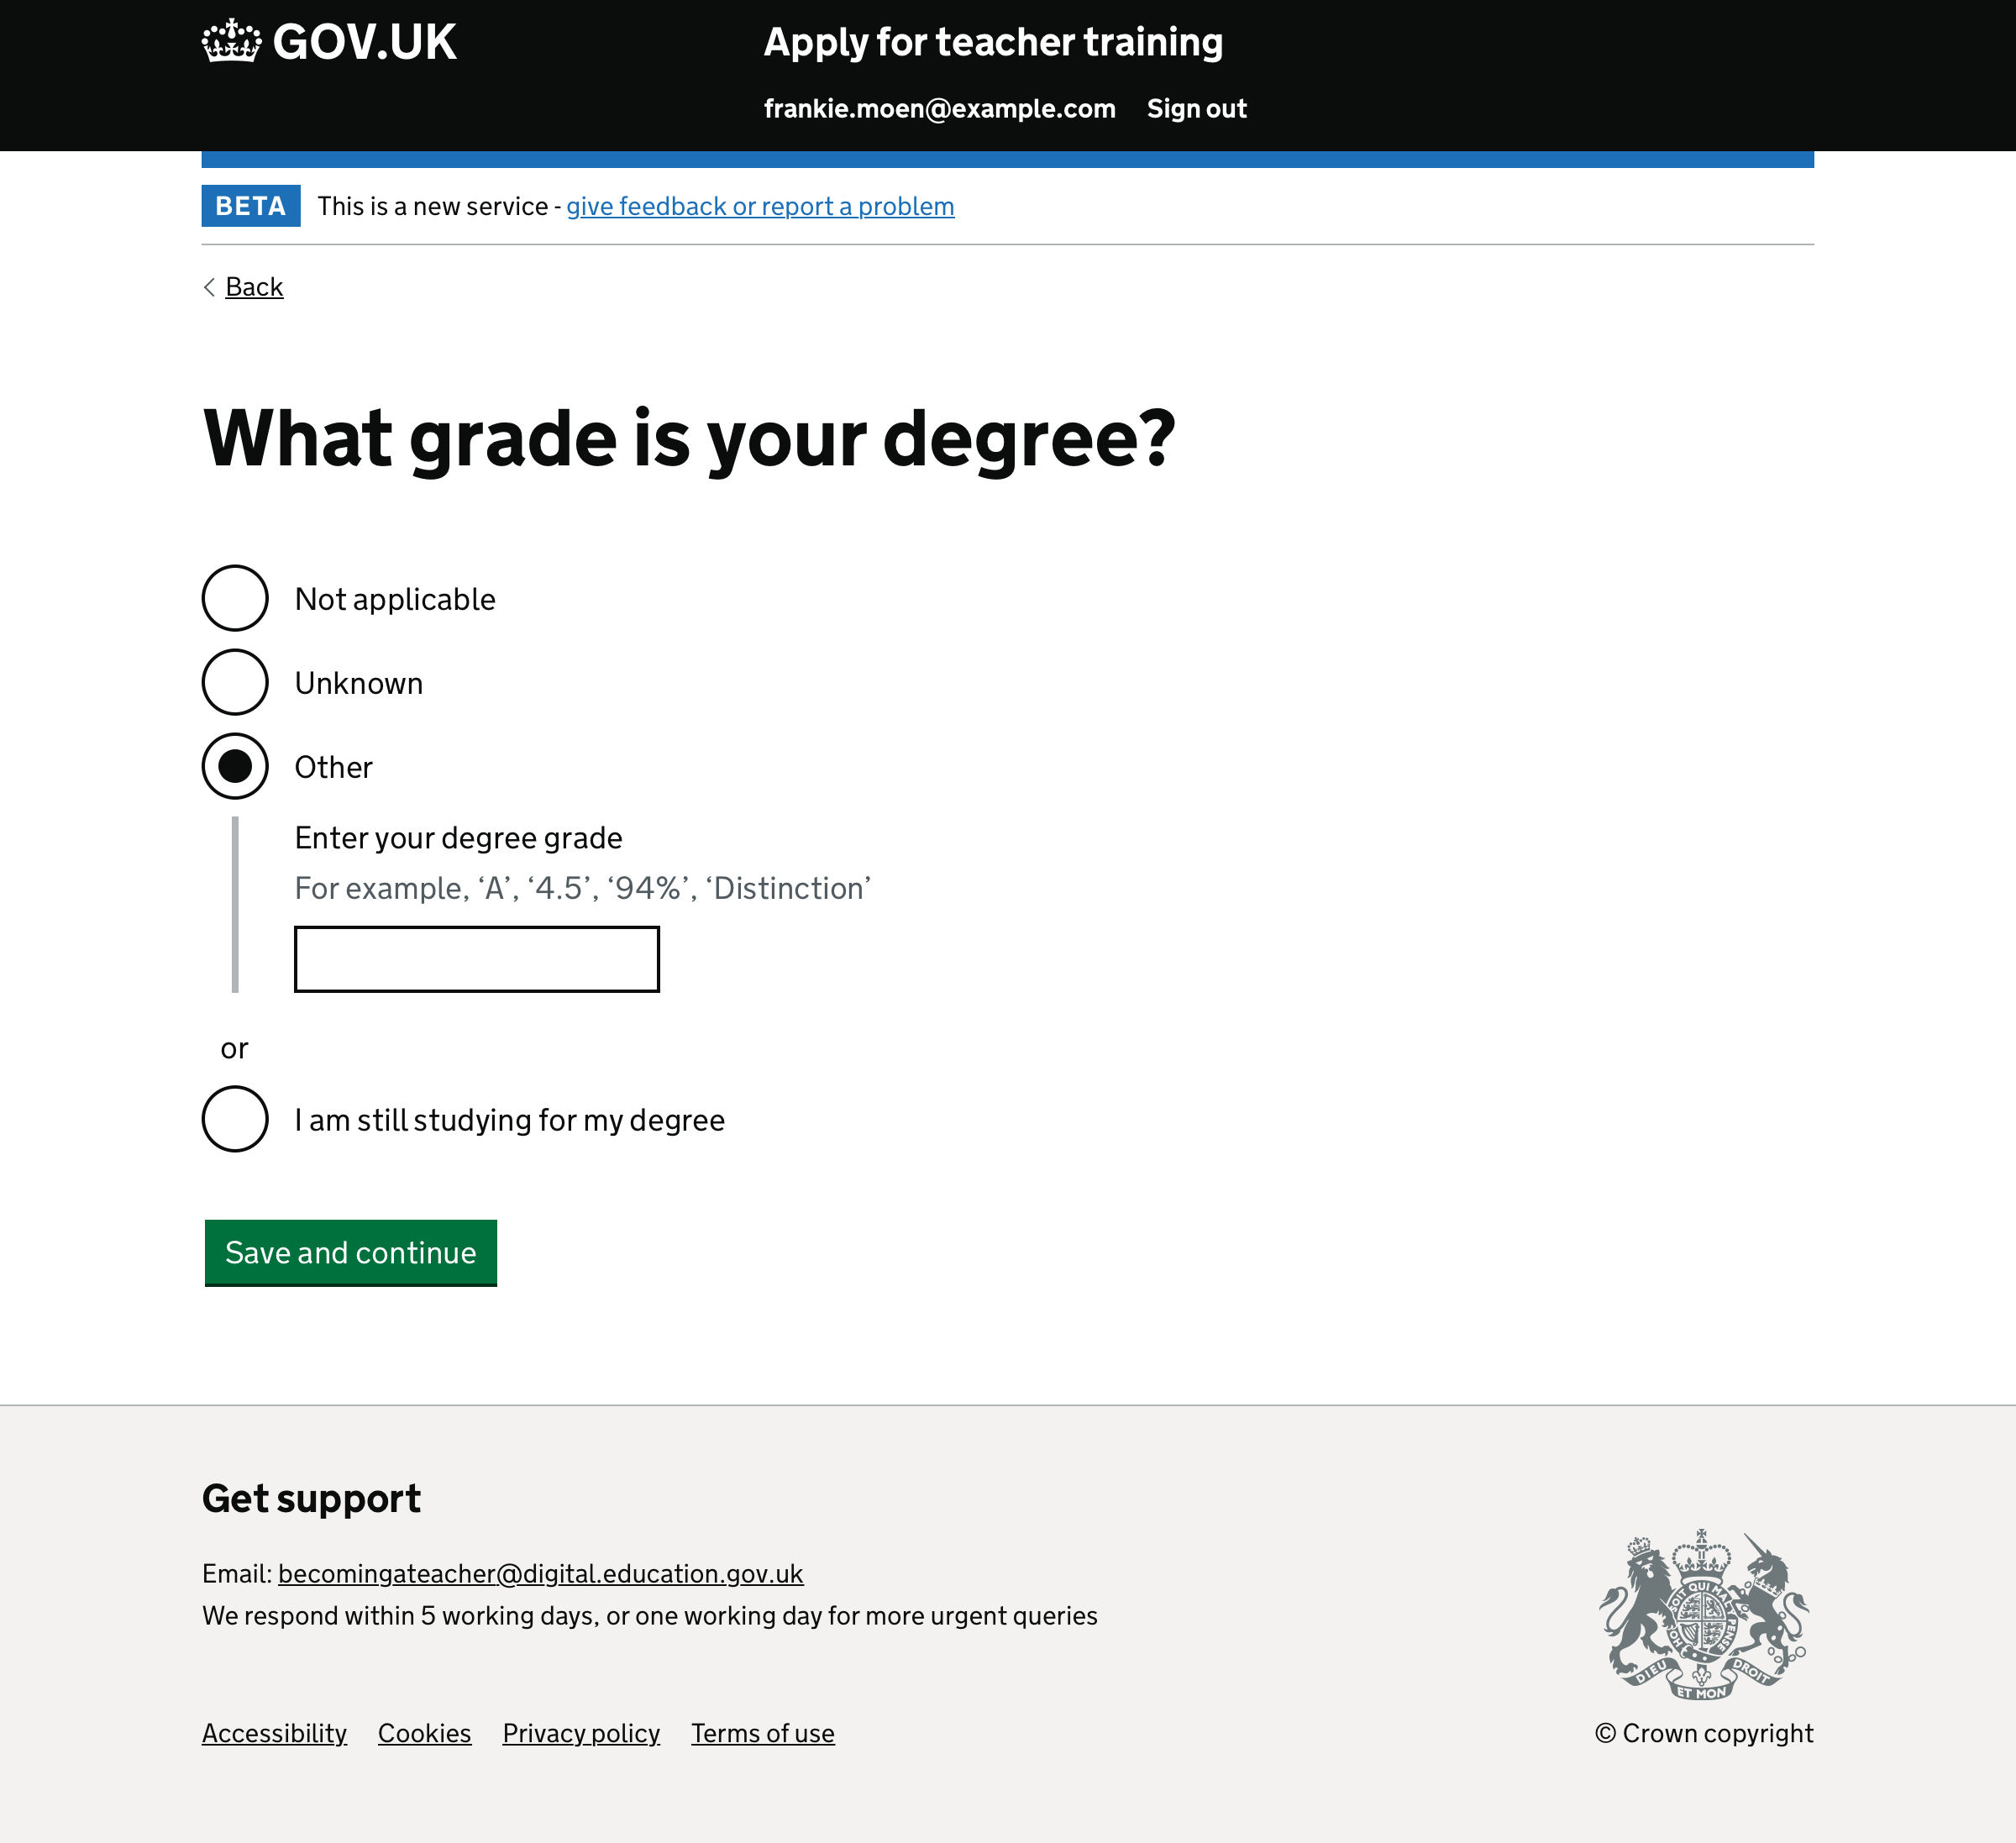 GOV.UK
Apply for teacher training
frankie.moen@example.com Sign out
BETA This is a new service - give feedback or report a problem
Back
What grade is your degree?
Not applicable
Unknown
Other
Enter your degree grade
For example, ‘A’, ‘4.5’, ‘94%’, ‘Distinction’
or
I am still studying for my degree
Save and continue
Get support
Email: becomingateacher@digital.education.gov.uk
We respond within 5 working days, or one working day for more urgent queries
DIEU ET MON DROIT
Accessibility Cookies Privacy policy Terms of use
© Crown copyright